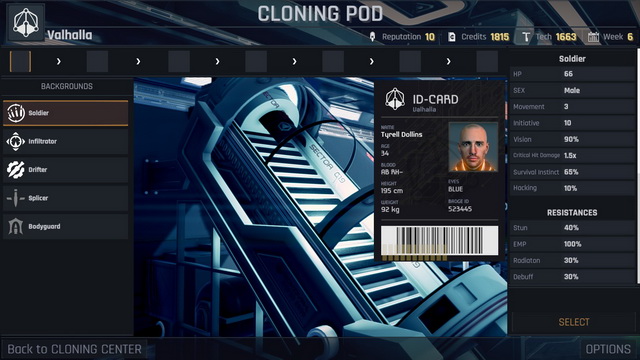 CLONING POD
Valhalla
Reputation 10
Credits 1815
Tech 1663
Week 6
BACKGROUNDS
Soldier
Infiltrator
Drifter
Splicer
Bodyguard
SECTOR
ID-CARD
Valhalla
NAME
Tyrell Dollins
AGE
34
BLOOD
AB RH-
HEIGHT
195 cm
WEIGHT
92 kg
EYES
BLUE
BADGE ID
523445
Soldier
HP 66
SEX Male
Movement 3
Initiative 10
Vision 90%
Critical Hit Damage 1.5x
Survival Instinct 65%
Hacking 10%
RESISTANCES
Stun 40%
EMP 100%
Radiaton 30%
Debuff 30%
SELECT
Back to CLONING CENTER
OPTIONS